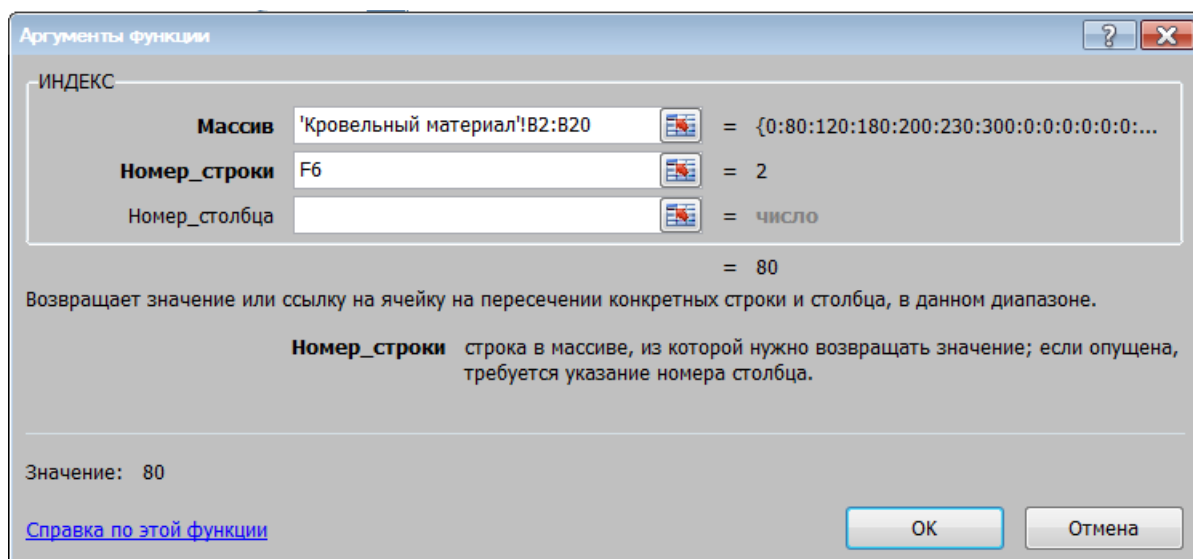 Аргументы функции
ИНДЕКС
Массив 'Кровельный материал'!B2:B20 = {0:80:120:180:200:230:300:0:0:0:0:0:0:...
Номер_строки F6 = 2
Номер_столбца = число
= 80
Возвращает значение или ссылку на ячейку на пересечении конкретных строки и столбца, в данном диапазоне.
Номер_строки строка в массиве, из которой нужно возвращать значение; если опущена,
требуется указание номера столбца.
Значение: 80
Справка по этой функции OK Отмена